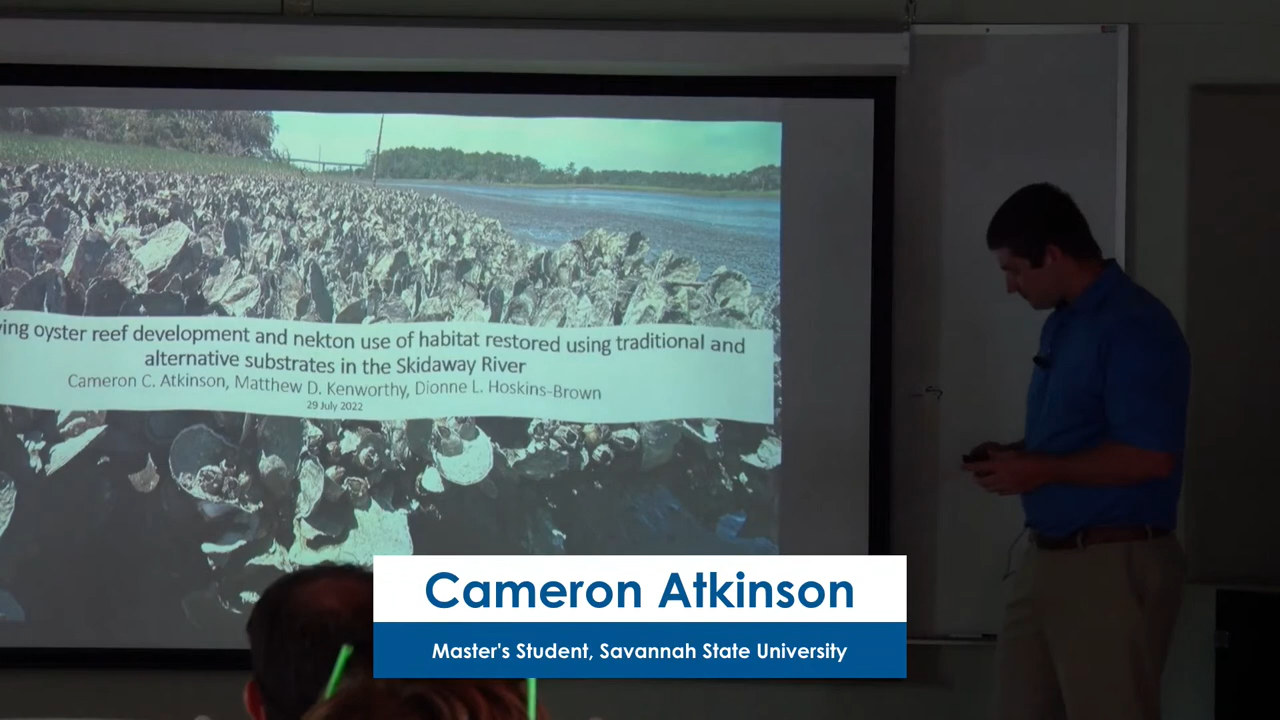 ying oyster reef development and nekton use of habitat restored using traditional and
alternative substrates in the Skidaway River
Cameron C. Atkinson, Matthew D. Kenworthy, Dionne L. Hoskins-Brown
29 July 2022
Cameron Atkinson
Master's Student, Savannah State University